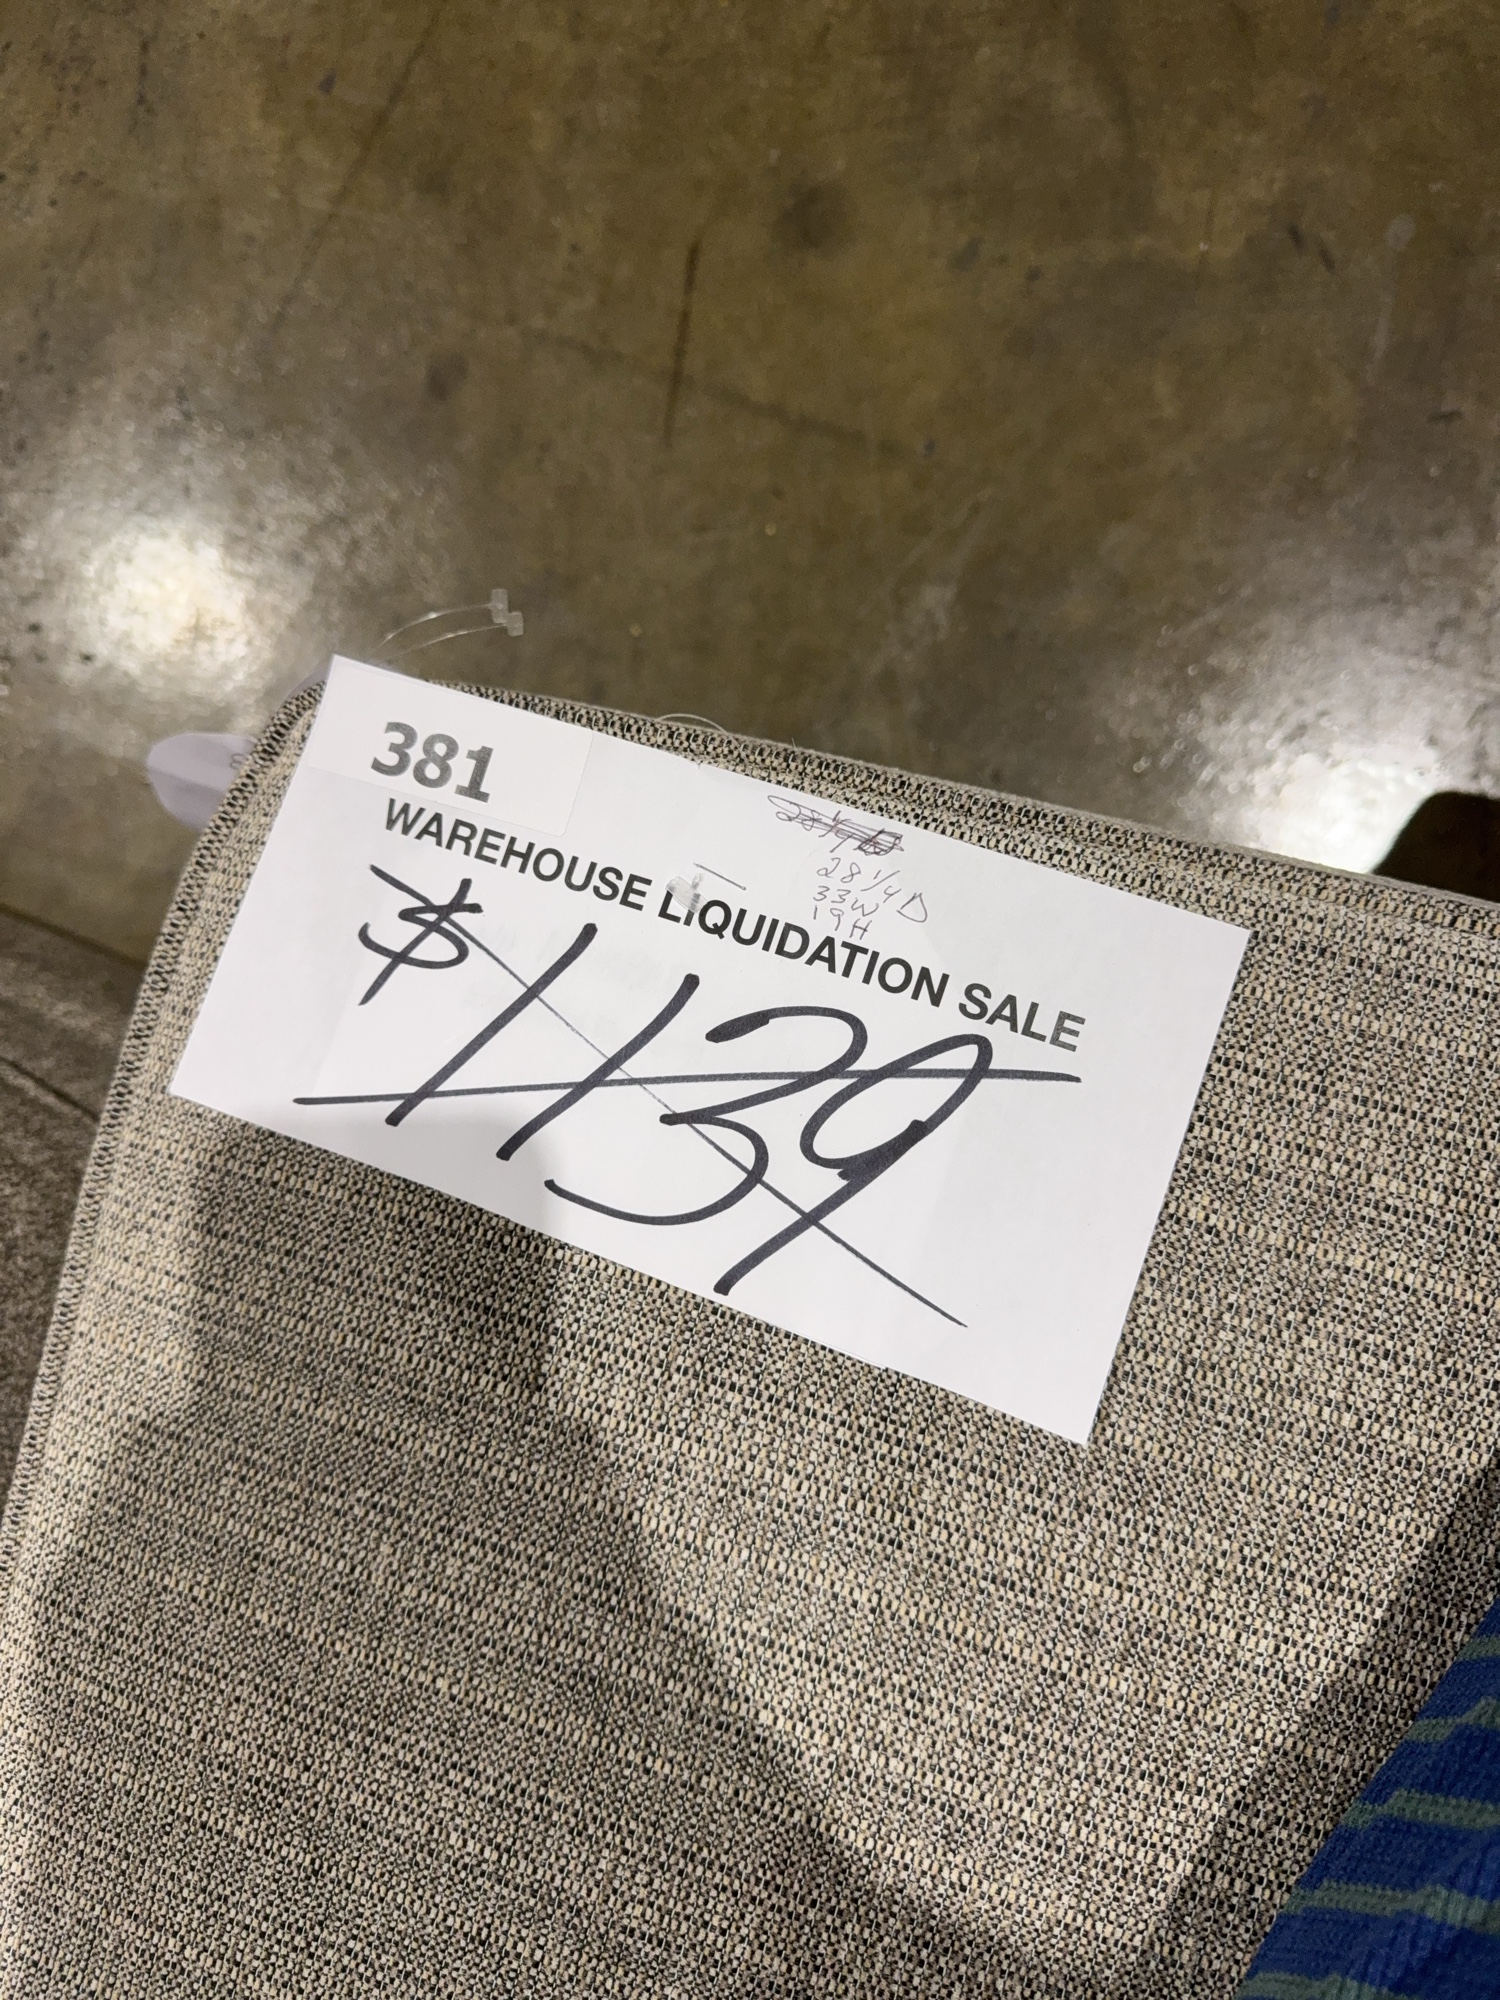 381
28 1/4 D
33W
19H
WAREHOUSE LIQUIDATION SALE
$1139